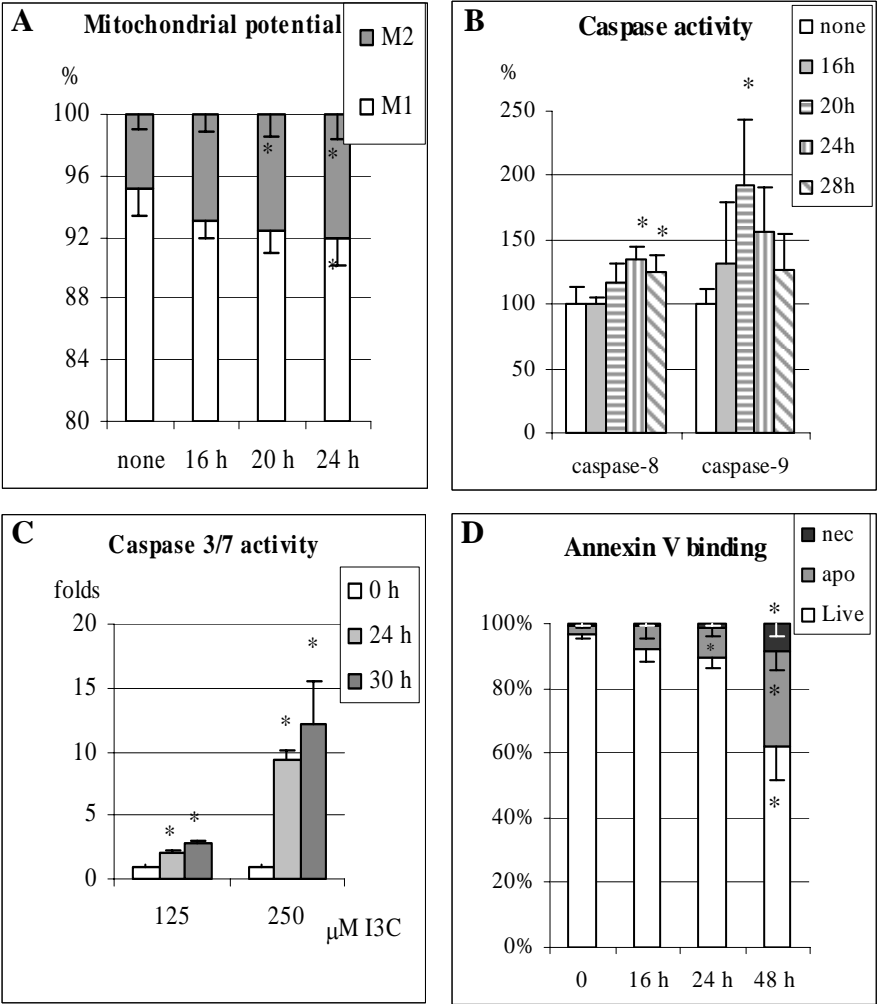 A Mitochondrial potential
M2
M1
%
100
96
92
88
84
80
*
*
*
none 16 h 20 h 24 h
B Caspase activity
none
16h
20h
24h
28h
%
250
200
150
100
50
0
*
*
*
caspase-8 caspase-9
C Caspase 3/7 activity
folds
0 h
24 h
30 h
20
15
10
5
0
*
*
*
*
125 250 μM I3C
D Annexin V binding
nec
apo
Live
100%
80%
60%
40%
20%
0%
*
*
*
*
0 16 h 24 h 48 h